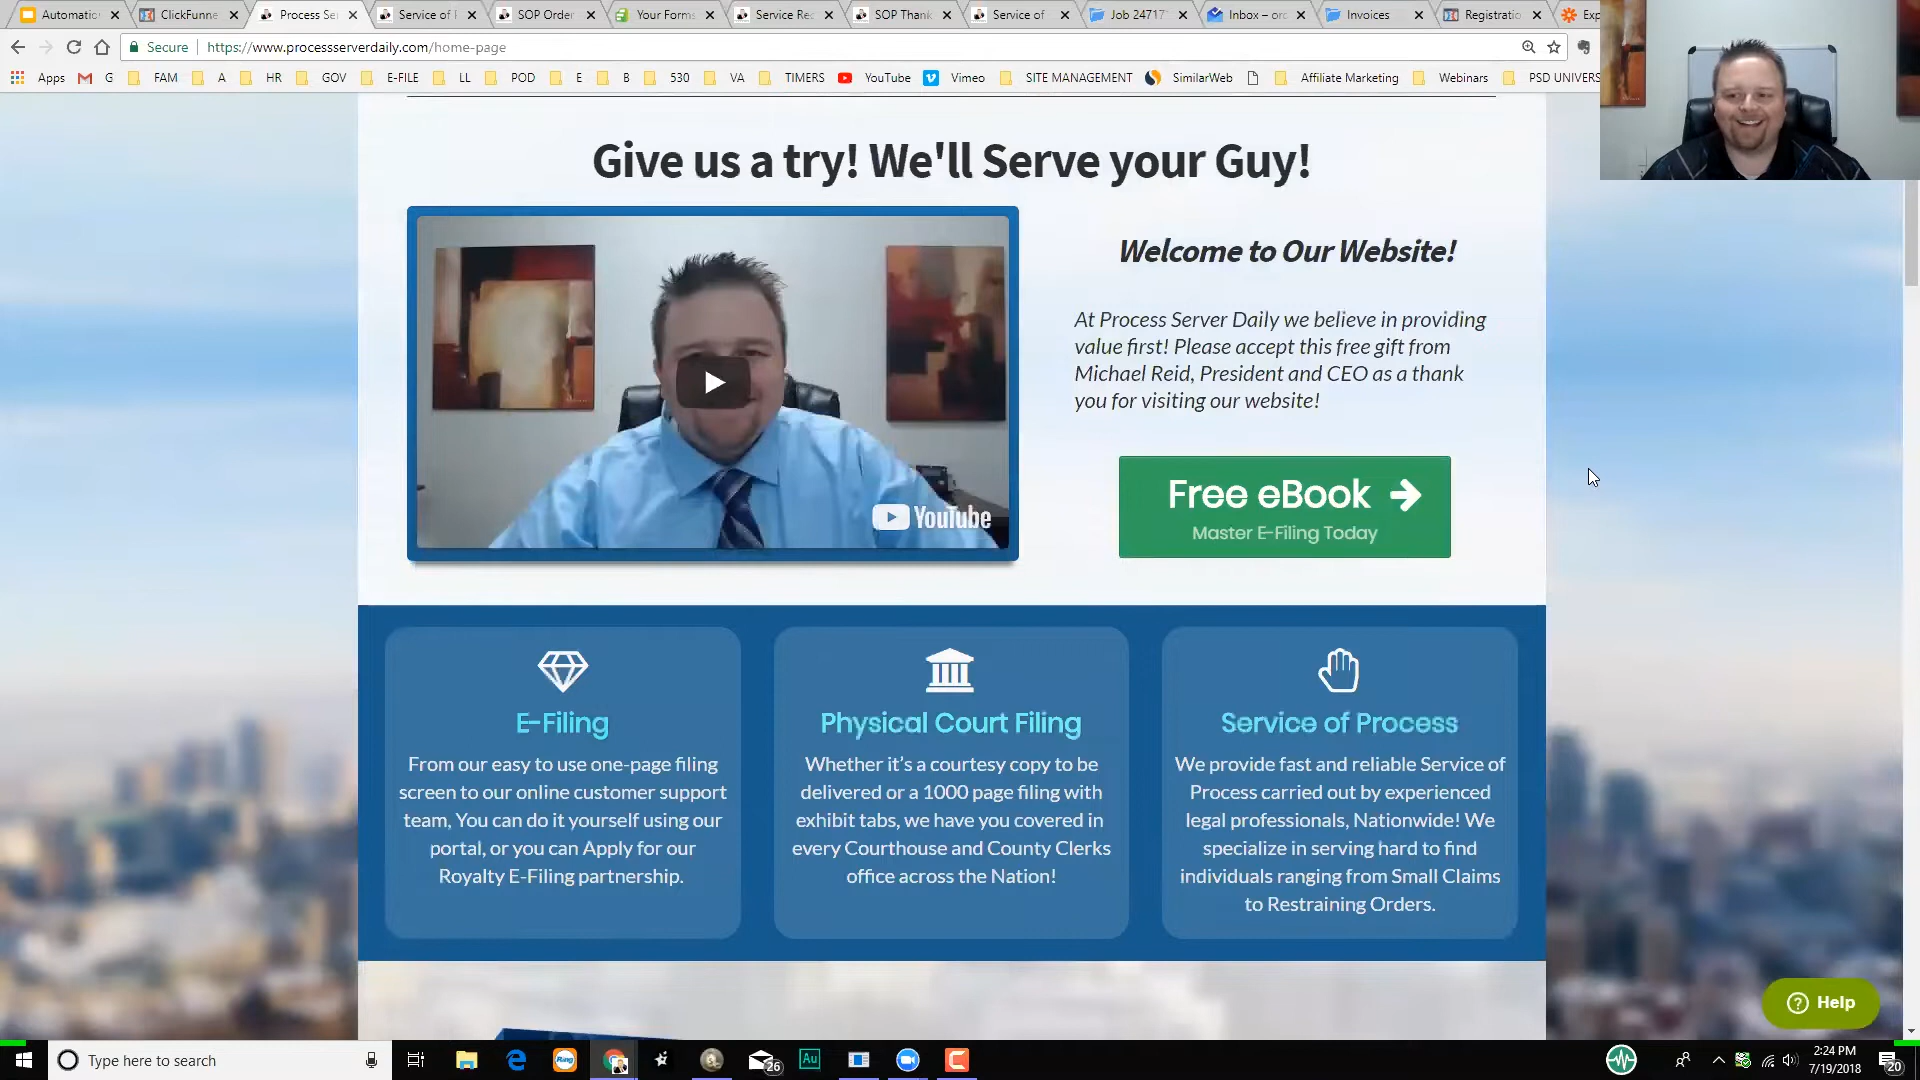 Automatio
ClickFunne
Process Ser
Service of P
SOP Order
Your Forms
Service Req
SOP Thank
Service of
Job 24717
Inbox – orc
Invoices
Registratio
Exp
Secure
https://www.processserverdaily.com/home-page
Apps
G
FAM
A
HR
GOV
E-FILE
LL
POD
E
B
530
VA
TIMERS
YouTube
Vimeo
SITE MANAGEMENT
SimilarWeb
Affiliate Marketing
Webinars
PSD UNIVERS
Give us a try! We'll Serve your Guy!
YouTube
Welcome to Our Website!
At Process Server Daily we believe in providing
value first! Please accept this free gift from
Michael Reid, President and CEO as a thank
you for visiting our website!
Free eBook
Master E-Filing Today
E-Filing
From our easy to use one-page filing
screen to our online customer support
team, You can do it yourself using our
portal, or you can Apply for our
Royalty E-Filing partnership.
Physical Court Filing
Whether it's a courtesy copy to be
delivered or a 1000 page filing with
exhibit tabs, we have you covered in
every Courthouse and County Clerks
office across the Nation!
Service of Process
We provide fast and reliable Service of
Process carried out by experienced
legal professionals, Nationwide! We
specialize in serving hard to find
individuals ranging from Small Claims
to Restraining Orders.
Help
Type here to search
Ring
26
Au
2:24 PM
7/19/2018
20